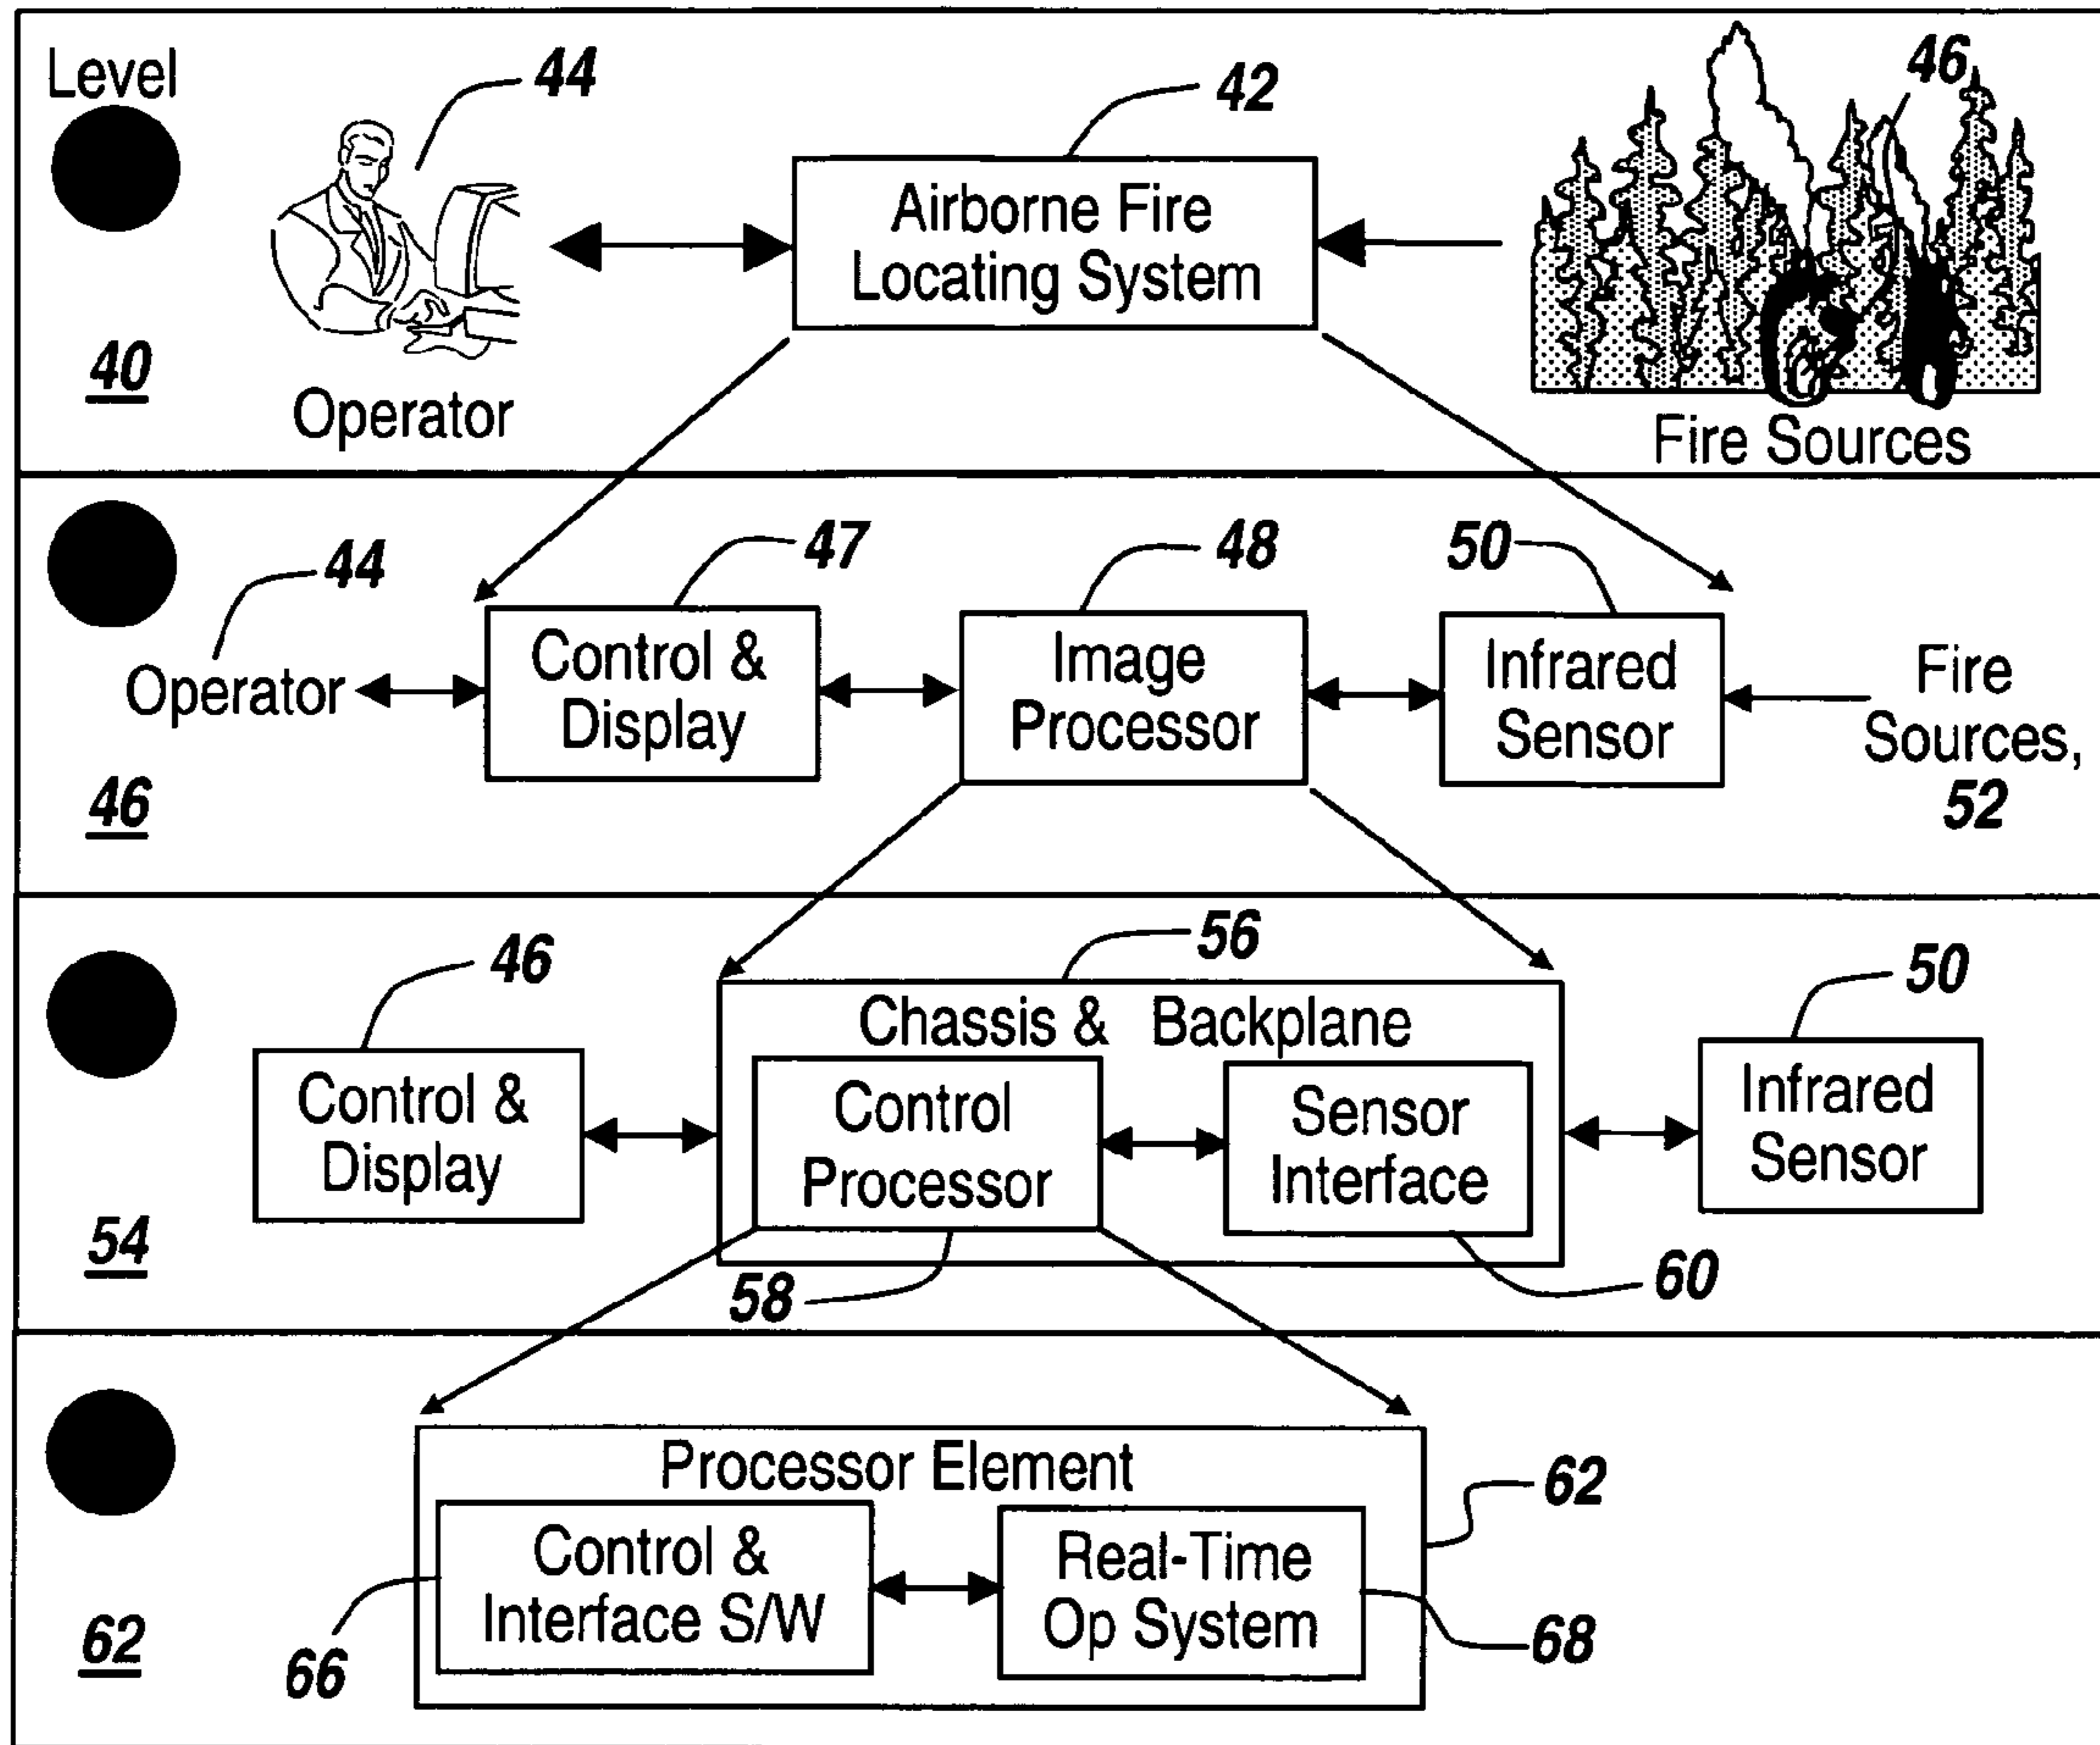 Level
44
42
46
Airborne Fire
Locating System
40
Operator
Fire Sources
44
47
48
50
Operator
Control &
Display
Image
Processor
Infrared
Sensor
Fire
Sources,
52
46
46
56
50
Chassis & Backplane
Control &
Display
Control
Processor
Sensor
Interface
Infrared
Sensor
54
58
60
Processor Element
62
Control &
Interface S/W
Real-Time
Op System
62
66
68